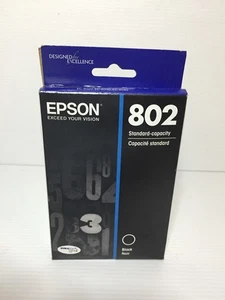 DESIGNED for
EXCELLENCE
EPSON
EXCEED YOUR VISION
802
Standard-capacity
Capacité standard
Black
Noir